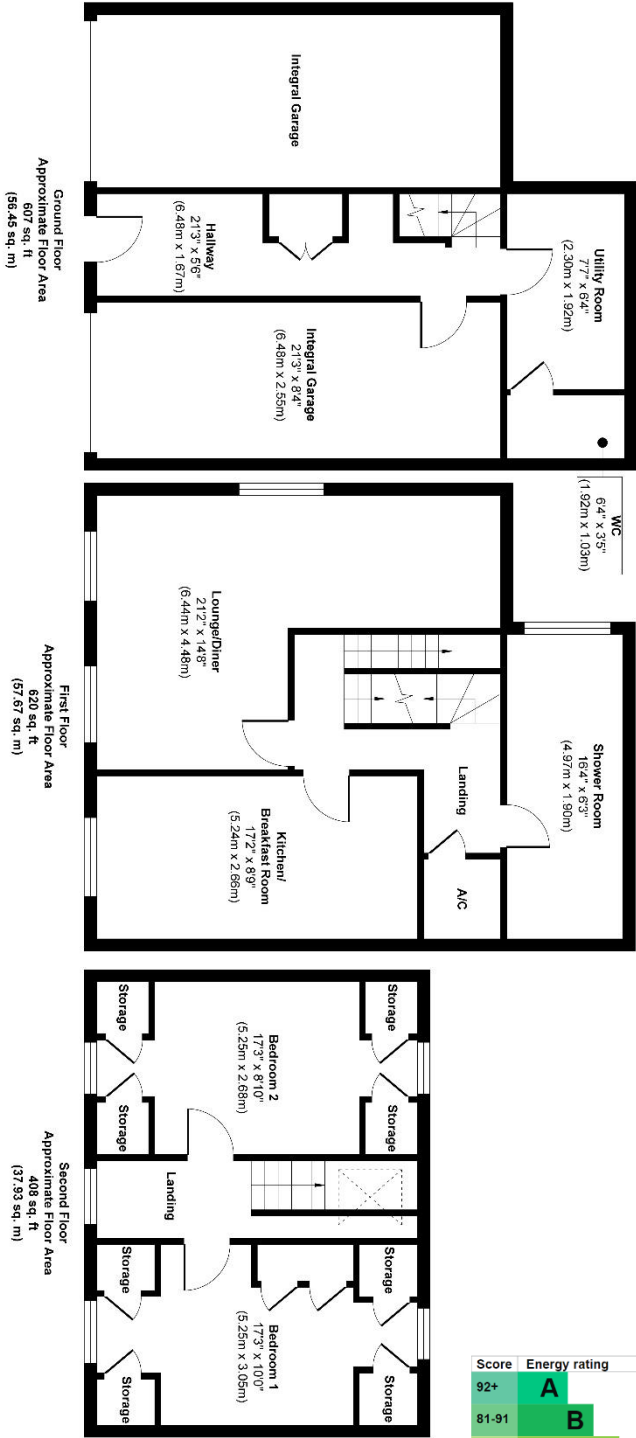 Integral Garage
Hallway
21'3" x 5'6"
(6.48m x 1.67m)
Utility Room
7'7" x 6'4"
(2.30m x 1.92m)
Integral Garage
21'3" x 8'4"
(6.48m x 2.55m)
WC
6'4" x 3'5"
(1.92m x 1.03m)
Ground Floor
Approximate Floor Area
607 sq. ft
(56.45 sq. m)
Lounge/Diner
21'2" x 14'8"
(6.44m x 4.48m)
Shower Room
16'4" x 6'3"
(4.97m x 1.90m)
Landing
A/C
Kitchen/
Breakfast Room
17'2" x 8'9"
(5.24m x 2.66m)
First Floor
Approximate Floor Area
620 sq. ft
(57.67 sq. m)
Storage
Storage
Bedroom 2
17'3" x 8'10"
(5.25m x 2.68m)
Storage
Storage
Landing
Storage
Storage
Bedroom 1
17'3" x 10'0"
(5.25m x 3.05m)
Storage
Storage
Second Floor
Approximate Floor Area
408 sq. ft
(37.93 sq. m)
Score Energy rating
92+ A
81-91 B